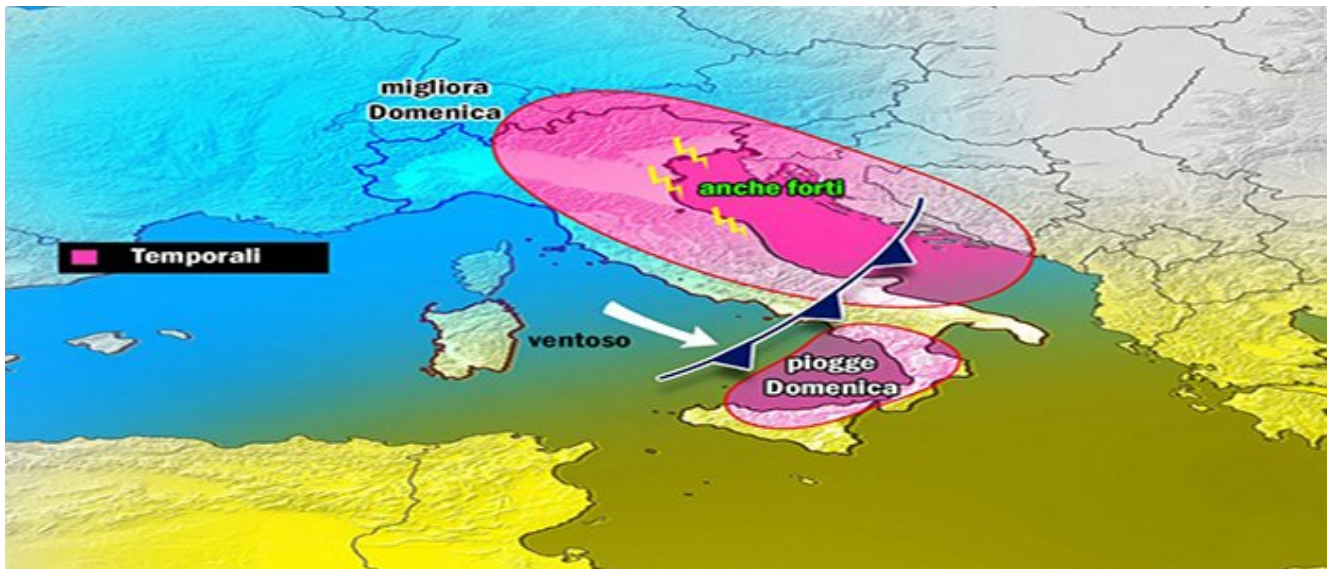 migliora
Domenica
anche forti
Temporali
ventoso
piogge
Domenica